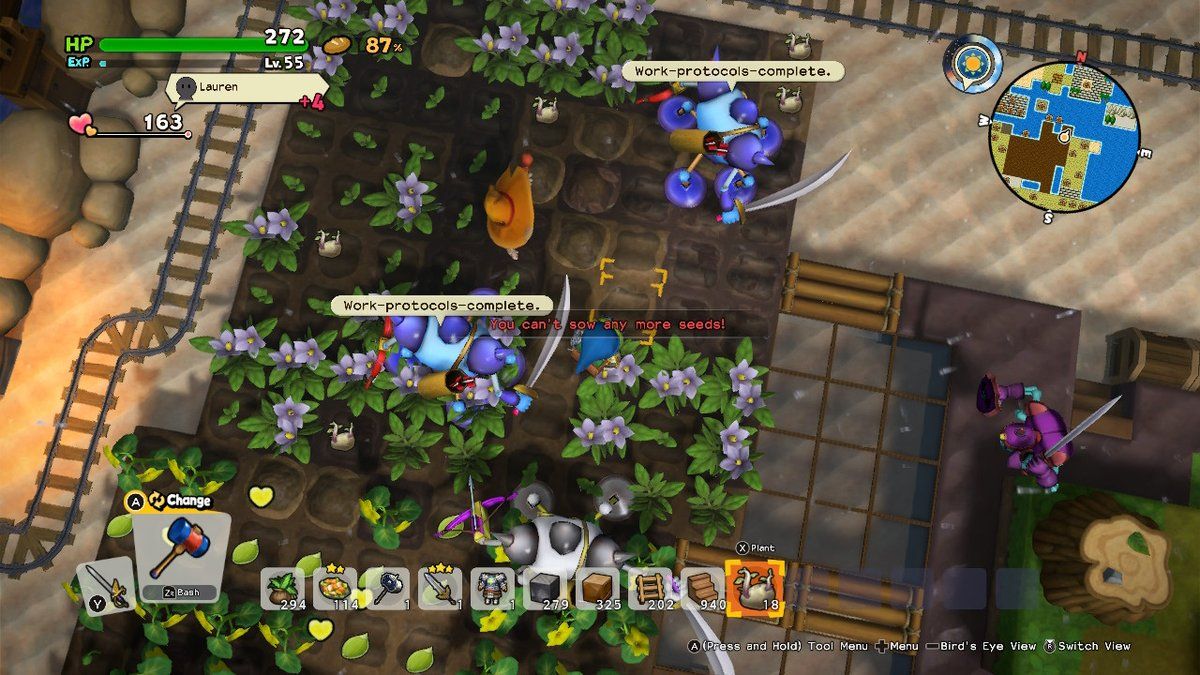 HP 272 87%
EXP. Lv.55
Lauren
+4
163
Work-protocols-complete.
N
W
E
S
Work-protocols-complete.
You can't sow any more seeds!
A Change
X Plant
Y
Bash
294 114 1 1 1 279 325 202 940 18
A (Press and Hold) Tool Menu Menu Bird's Eye View R Switch View